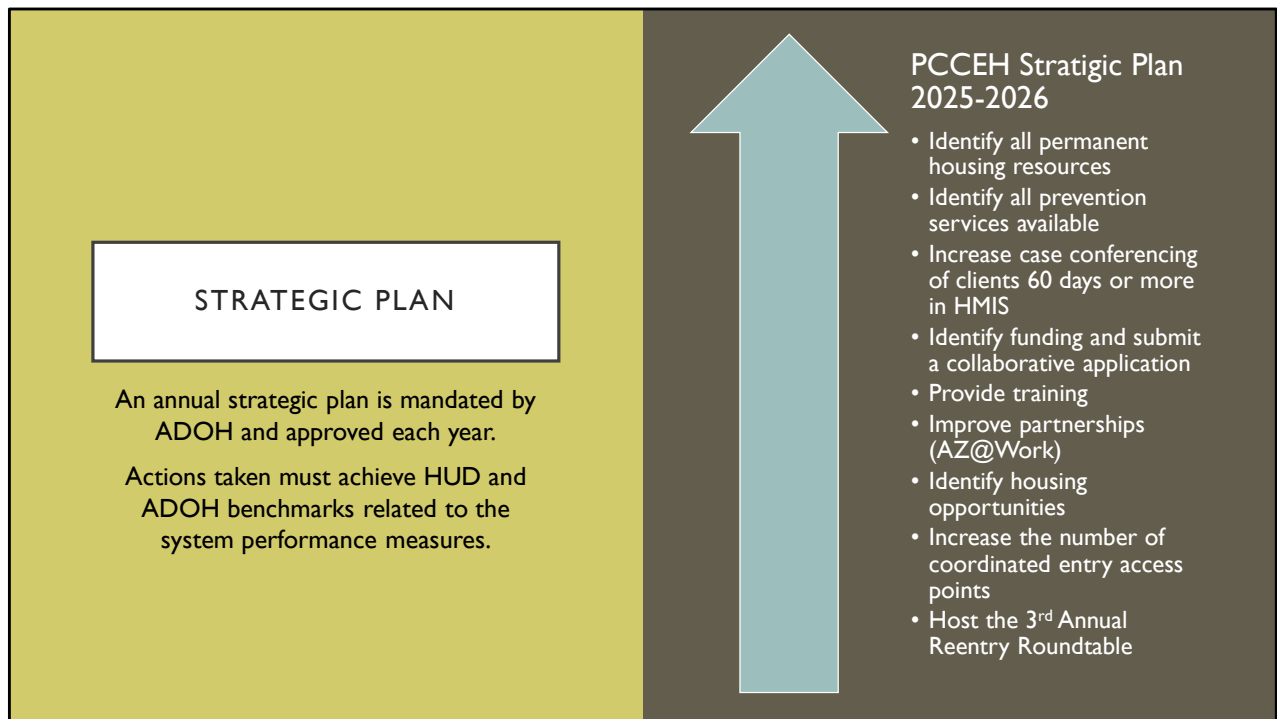 STRATEGIC PLAN
An annual strategic plan is mandated by
ADOH and approved each year.
Actions taken must achieve HUD and
ADOH benchmarks related to the
system performance measures.
PCCEH Stratigic Plan
2025-2026
• Identify all permanent
housing resources
• Identify all prevention
services available
• Increase case conferencing
of clients 60 days or more
in HMIS
• Identify funding and submit
a collaborative application
• Provide training
• Improve partnerships
(AZ@Work)
• Identify housing
opportunities
• Increase the number of
coordinated entry access
points
• Host the 3rd Annual
Reentry Roundtable